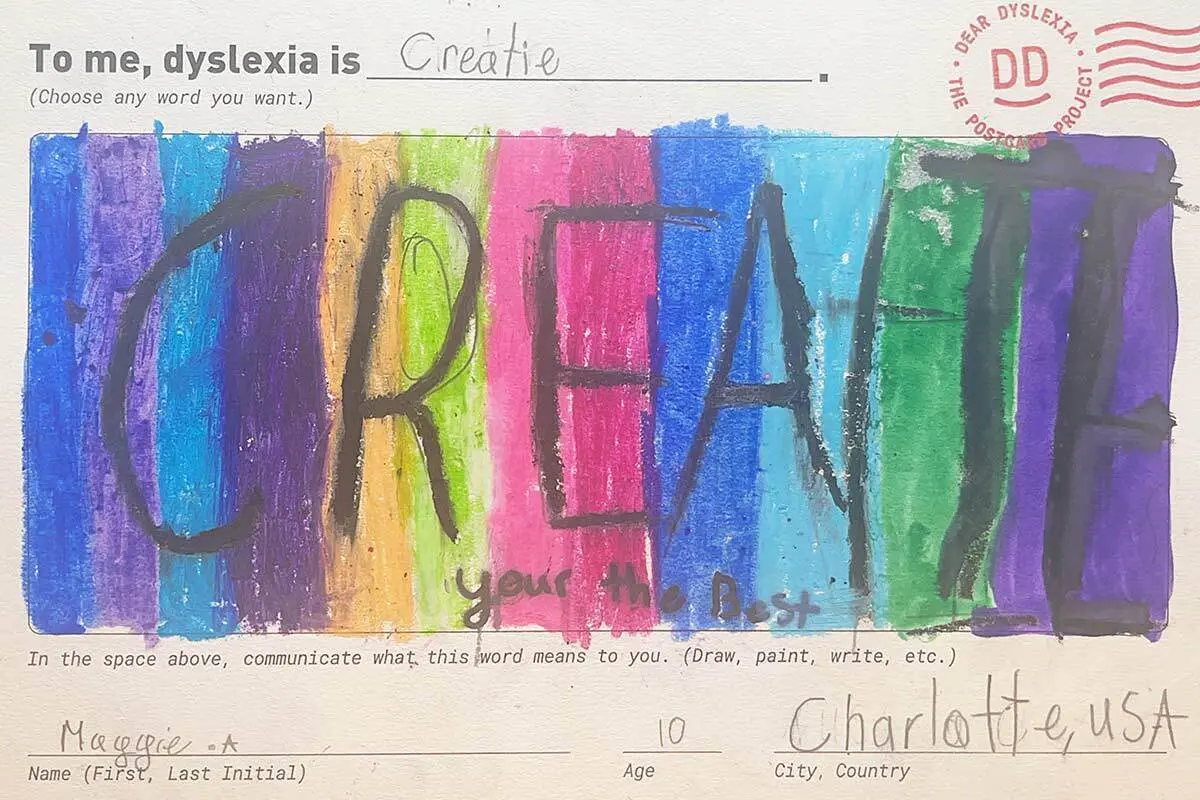 To me, dyslexia is Creatie.
(Choose any word you want.)
• DEAR DYSLEXIA • THE POSTCARD PROJECT
DD
CREATIE
your the Best
In the space above, communicate what this word means to you. (Draw, paint, write, etc.)
Maggie .A 10 Charlotte, USA
Name (First, Last Initial) Age City, Country